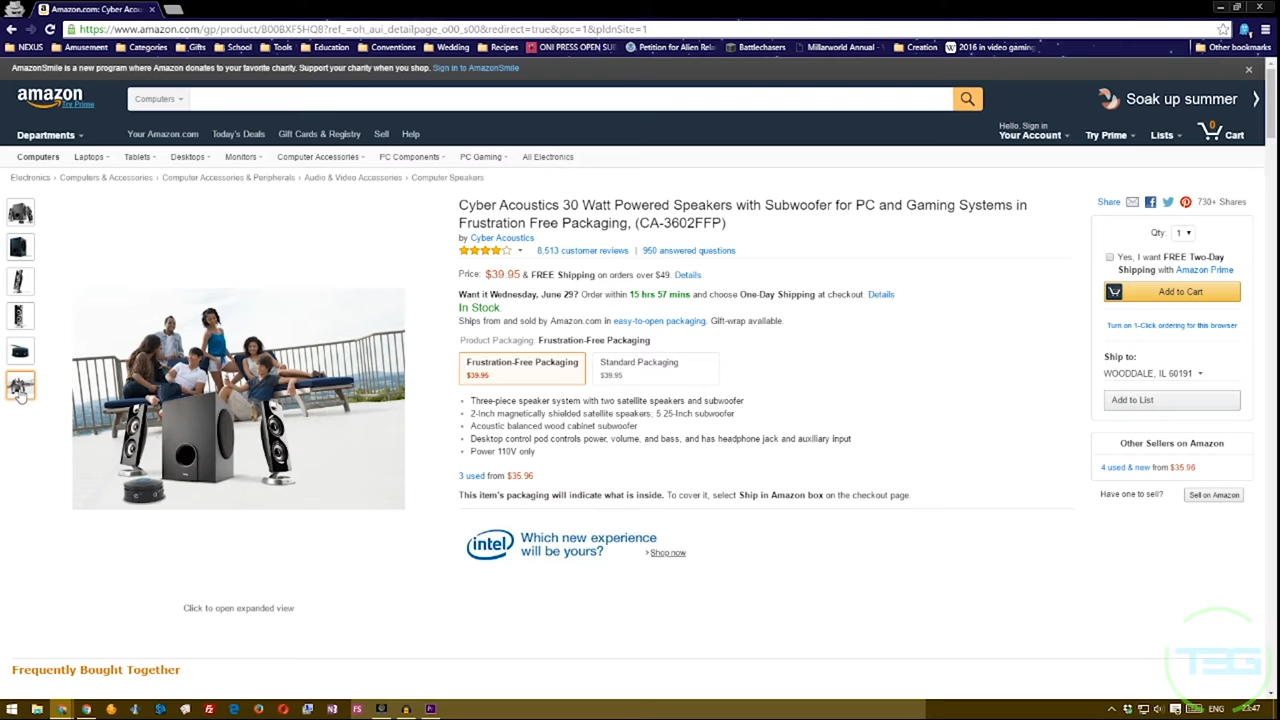 Amazon.com: Cyber Acou
https://www.amazon.com/gp/product/B00BXF5HQ8?ref_=oh_aui_detailpage_o00_s00&redirect=true&psc=1&pldnSite=1
NEXUS Amusement Categories Gifts School Tools Education Conventions Wedding Recipes ONI PRESS OPEN SUB Petition for Alien Rela Battlechasers Millarworld Annual Creation 2016 in video gaming Other bookmarks
AmazonSmile is a new program where Amazon donates to your favorite charity. Support your charity when you shop. Sign in to AmazonSmile
amazon Try Prime Computers Soak up summer
Departments Your Amazon.com Today's Deals Gift Cards & Registry Sell Help Hello, Sign in Your Account Try Prime Lists 0 Cart
Computers Laptops Tablets Desktops Monitors Computer Accessories PC Components PC Gaming All Electronics
Electronics › Computers & Accessories › Computer Accessories & Peripherals › Audio & Video Accessories › Computer Speakers
Cyber Acoustics 30 Watt Powered Speakers with Subwoofer for PC and Gaming Systems in
Frustration Free Packaging, (CA-3602FFP)
by Cyber Acoustics
8,513 customer reviews | 950 answered questions
Price: $39.95 & FREE Shipping on orders over $49. Details
Want it Wednesday, June 29? Order within 15 hrs 57 mins and choose One-Day Shipping at checkout. Details
In Stock.
Ships from and sold by Amazon.com in easy-to-open packaging. Gift-wrap available.
Product Packaging: Frustration-Free Packaging
Frustration-Free Packaging
$39.95
Standard Packaging
$39.95
• Three-piece speaker system with two satellite speakers and subwoofer
• 2-Inch magnetically shielded satellite speakers; 5.25-Inch subwoofer
• Acoustic balanced wood cabinet subwoofer
• Desktop control pod controls power, volume, and bass, and has headphone jack and auxiliary input
• Power 110V only
3 used from $35.96
This item's packaging will indicate what is inside. To cover it, select Ship in Amazon box on the checkout page.
intel Which new experience
will be yours? › Shop now
Click to open expanded view
Frequently Bought Together
Share 730+ Shares
Qty: 1
Yes, I want FREE Two-Day
Shipping with Amazon Prime
Add to Cart
Turn on 1-Click ordering for this browser
Ship to:
WOODDALE, IL 60191
Add to List
Other Sellers on Amazon
4 used & new from $35.96
Have one to sell? Sell on Amazon
TEG
ENG 23:47